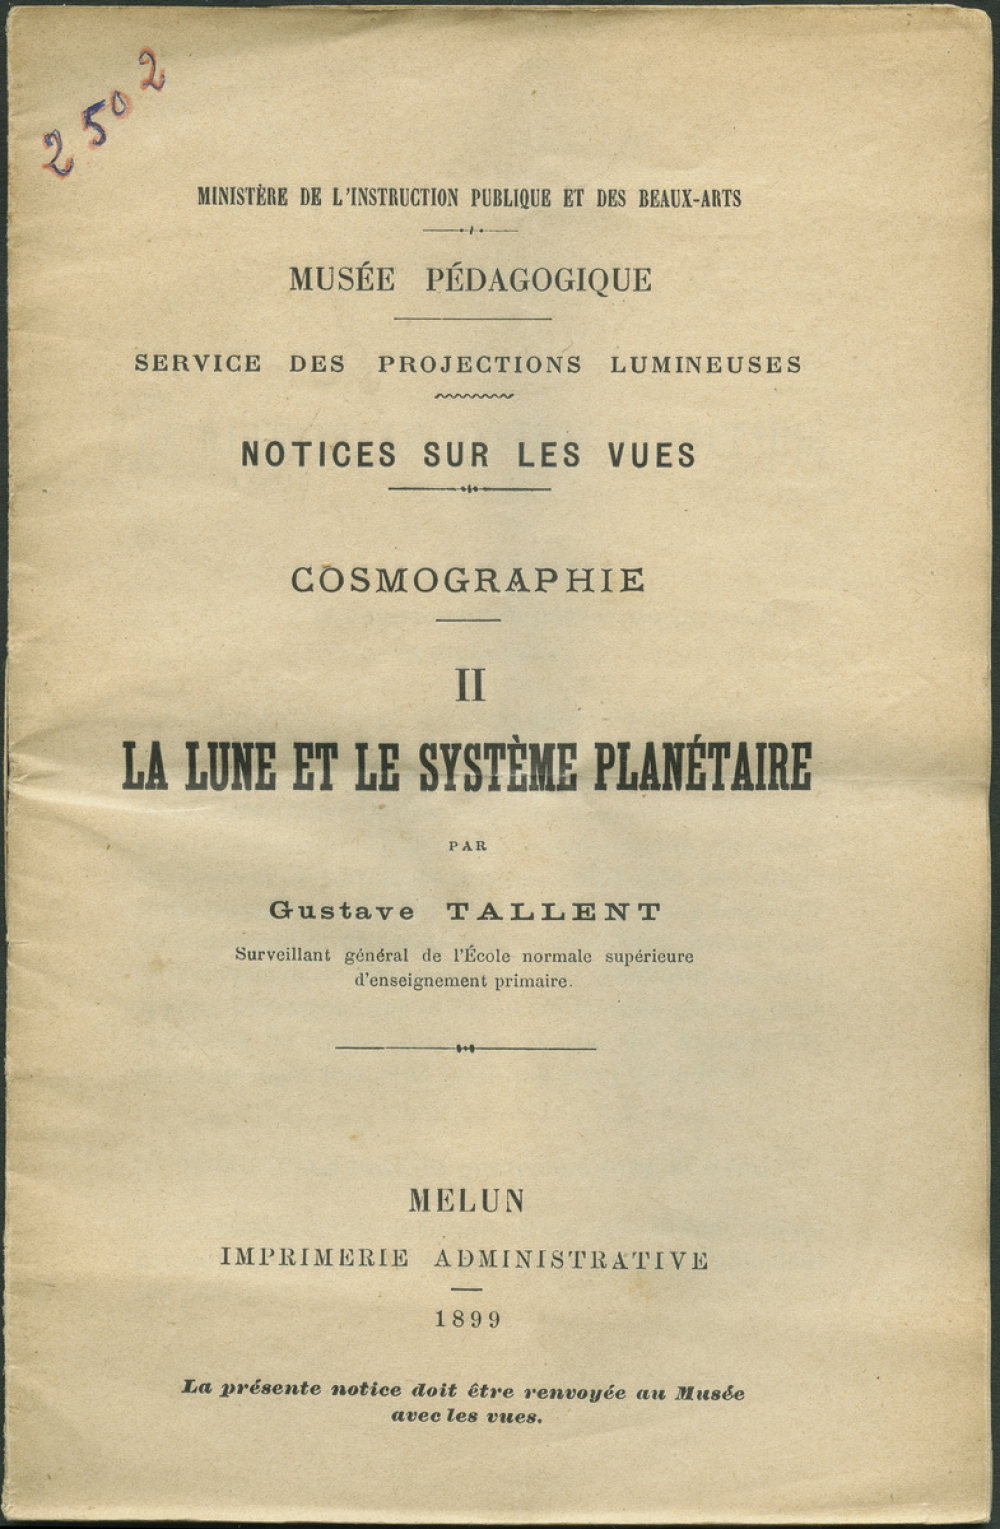 2502
MINISTÈRE DE L'INSTRUCTION PUBLIQUE ET DES BEAUX-ARTS
MUSÉE PÉDAGOGIQUE
SERVICE DES PROJECTIONS LUMINEUSES
NOTICES SUR LES VUES
COSMOGRAPHIE
II
LA LUNE ET LE SYSTÈME PLANÉTAIRE
PAR
Gustave TALLENT
Surveillant général de l'École normale supérieure
d'enseignement primaire.
MELUN
IMPRIMERIE ADMINISTRATIVE
1899
La présente notice doit être renvoyée au Musée
avec les vues.